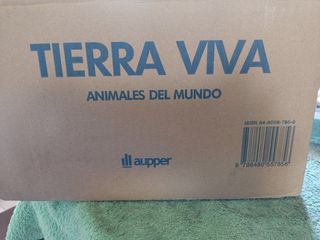 TIERRA VIVA
ANIMALES DEL MUNDO
aupper